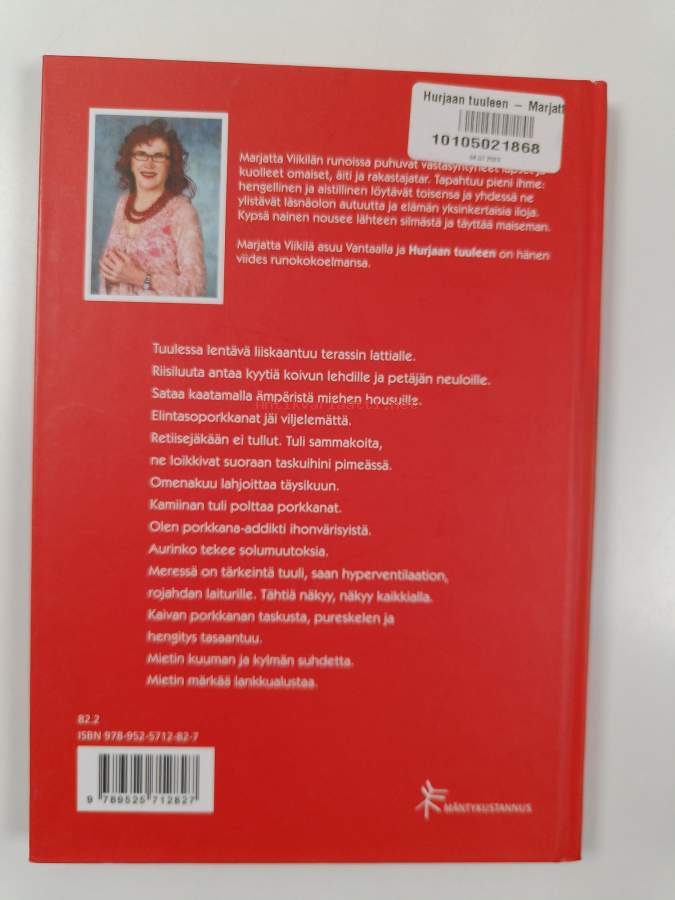 Hurjaan tuuleen – Marjatt
10105021868
Marjatta Viikilän runoissa puhuvat vastasyntyneet lapset ja
kuolleet omaiset, äiti ja rakastajatar. Tapahtuu pieni ihme:
hengellinen ja aistillinen löytävät toisensa ja yhdessä ne
ylistävät läsnäolon autuutta ja elämän yksinkertaisia iloja.
Kypsä nainen nousee lähteen silmästä ja täyttää maiseman.
Marjatta Viikilä asuu Vantaalla ja Hurjaan tuuleen on hänen
viides runokokoelmansa.
Tuulessa lentävä liiskaantuu terassin lattialle.
Riisiluuta antaa kyytiä koivun lehdille ja petäjän neuloille.
Sataa kaatamalla ämpäristä miehen housuille.
Antikvariaatti.net
Elintasoporkkanat jäi viljelemättä.
Retiisejäkään ei tullut. Tuli sammakoita,
ne loikkivat suoraan taskuihini pimeässä.
Omenakuu lahjoittaa täysikuun.
Kamiinan tuli polttaa porkkanat.
Olen porkkana-addikti ihonvärisyistä.
Aurinko tekee solumuutoksia.
Meressä on tärkeintä tuuli, saan hyperventilaation,
rojahdan laiturille. Tähtiä näkyy, näkyy kaikkialla.
Kaivan porkkanan taskusta, pureskelen ja
hengitys tasaantuu.
Mietin kuuman ja kylmän suhdetta.
Mietin märkää lankkualustaa.
82.2
ISBN 978-952-5712-82-7
9 789525 712827
MÄNTYKUSTANNUS